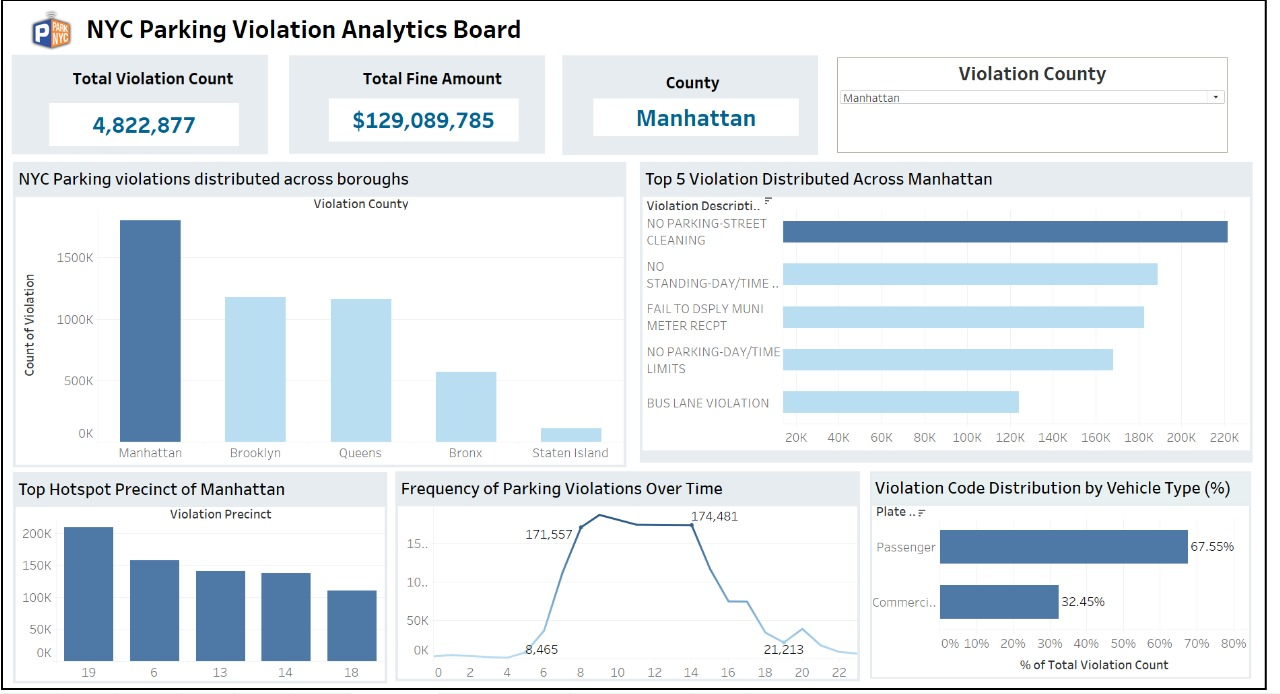 P PARK NYC
NYC Parking Violation Analytics Board
Total Violation Count
4,822,877
Total Fine Amount
$129,089,785
County
Manhattan
Violation County
Manhattan
NYC Parking violations distributed across boroughs
Violation County
Count of Violation
1500K
1000K
500K
0K
Manhattan Brooklyn Queens Bronx Staten Island
Top 5 Violation Distributed Across Manhattan
Violation Descripti..
NO PARKING-STREET
CLEANING
NO
STANDING-DAY/TIME ..
FAIL TO DSPLY MUNI
METER RECPT
NO PARKING-DAY/TIME
LIMITS
BUS LANE VIOLATION
20K 40K 60K 80K 100K 120K 140K 160K 180K 200K 220K
Top Hotspot Precinct of Manhattan
Violation Precinct
200K
150K
100K
50K
0K
19 6 13 14 18
Frequency of Parking Violations Over Time
15..
10..
50K
0K
171,557
174,481
8,465
21,213
0 2 4 6 8 10 12 14 16 18 20 22
Violation Code Distribution by Vehicle Type (%)
Plate ..
Passenger 67.55%
Commerci.. 32.45%
0% 10% 20% 30% 40% 50% 60% 70% 80%
% of Total Violation Count